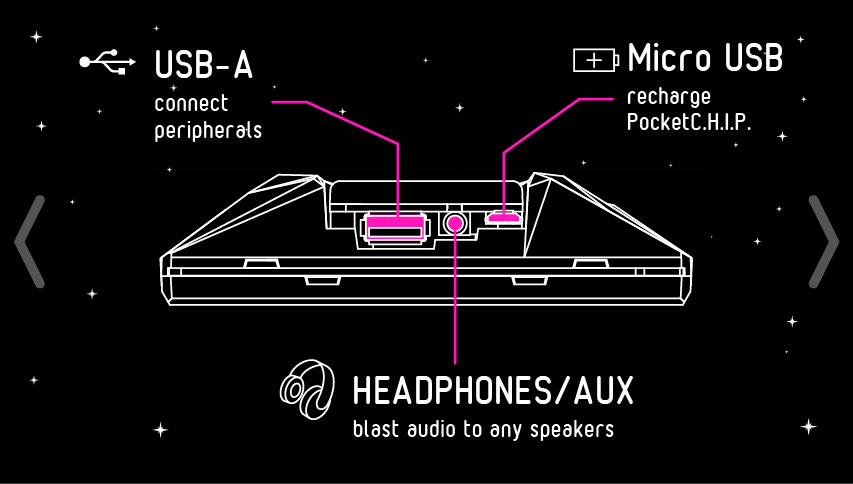 USB-A
connect
peripherals
Micro USB
recharge
PocketC.H.I.P.
HEADPHONES/AUX
blast audio to any speakers